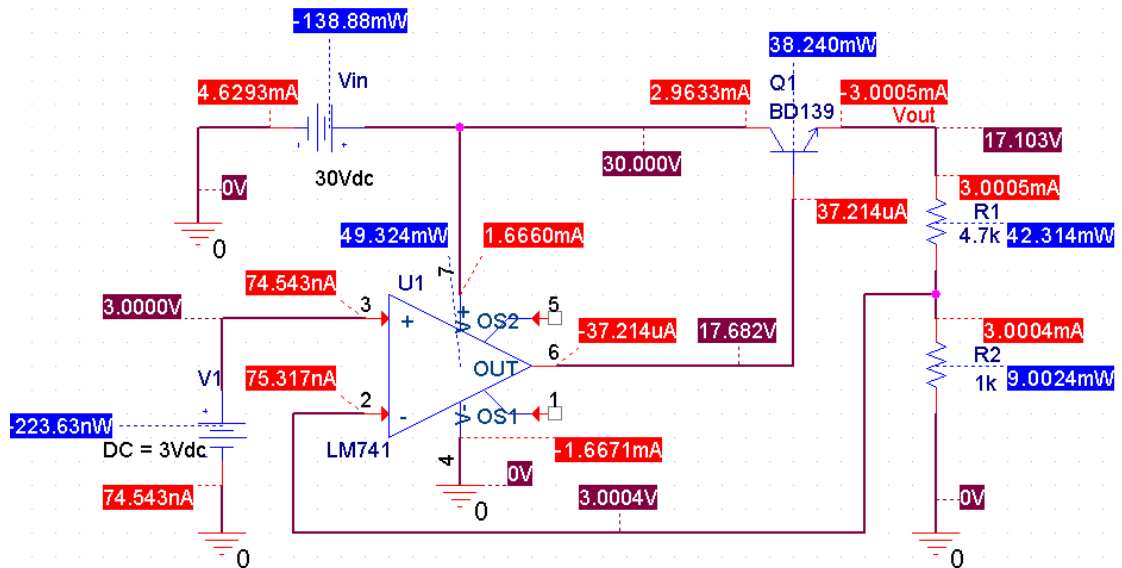 -138.88mW
38.240mW
Vin
Q1
4.6293mA
2.9633mA
-3.0005mA
BD139
Vout
17.103V
30.000V
30Vdc
0V
3.0005mA
37.214uA
R1
4.7k
42.314mW
0
49.324mW
1.6660mA
7
U1
74.543nA
3.0000V
3
+
V+
OS2
5
3.0004mA
-37.214uA
17.682V
6
OUT
R2
1k
9.0024mW
V1
75.317nA
2
-
V-
OS1
1
-223.63nW
DC = 3Vdc
LM741
4
-1.6671mA
0V
74.543nA
0
3.0004V
0V
0
0